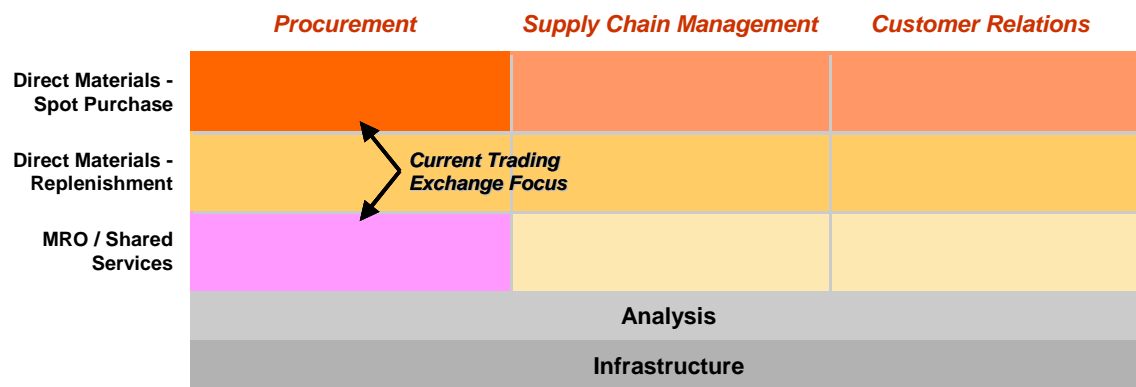 Procurement
Supply Chain Management
Customer Relations
Direct Materials -
Spot Purchase
Direct Materials -
Replenishment
Current Trading
Exchange Focus
MRO / Shared
Services
Analysis
Infrastructure